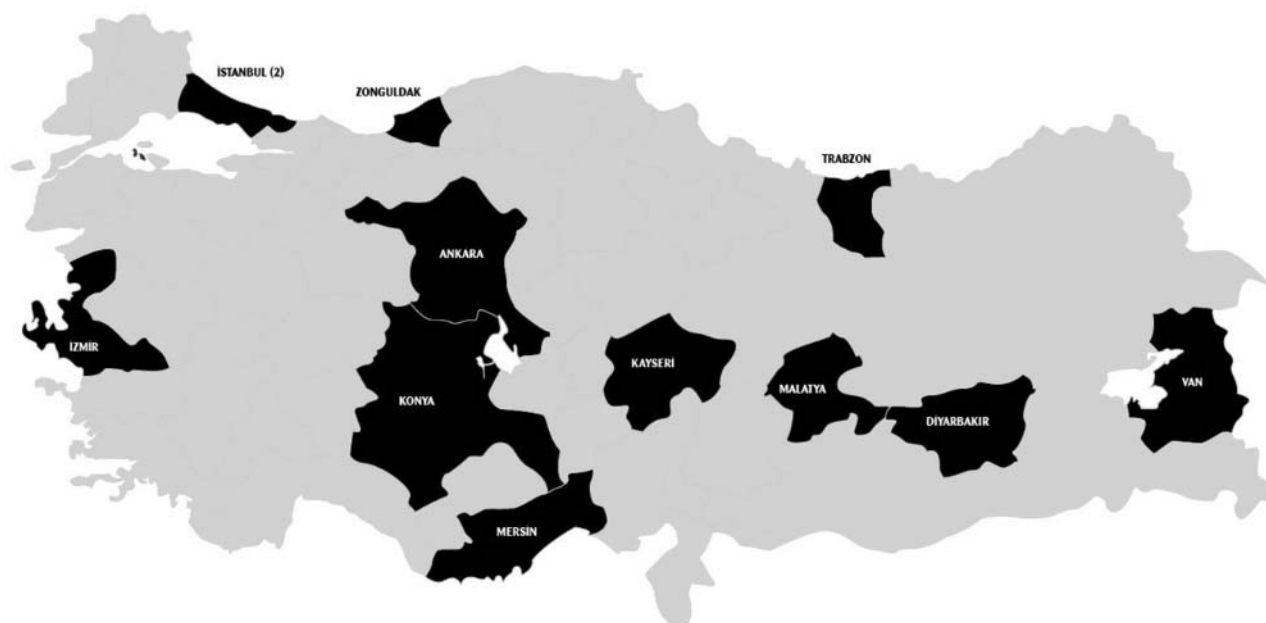 İSTANBUL (2)
ZONGULDAK
TRABZON
ANKARA
İZMİR
KAYSERİ
KONYA
MALATYA
VAN
DİYARBAKIR
MERSİN